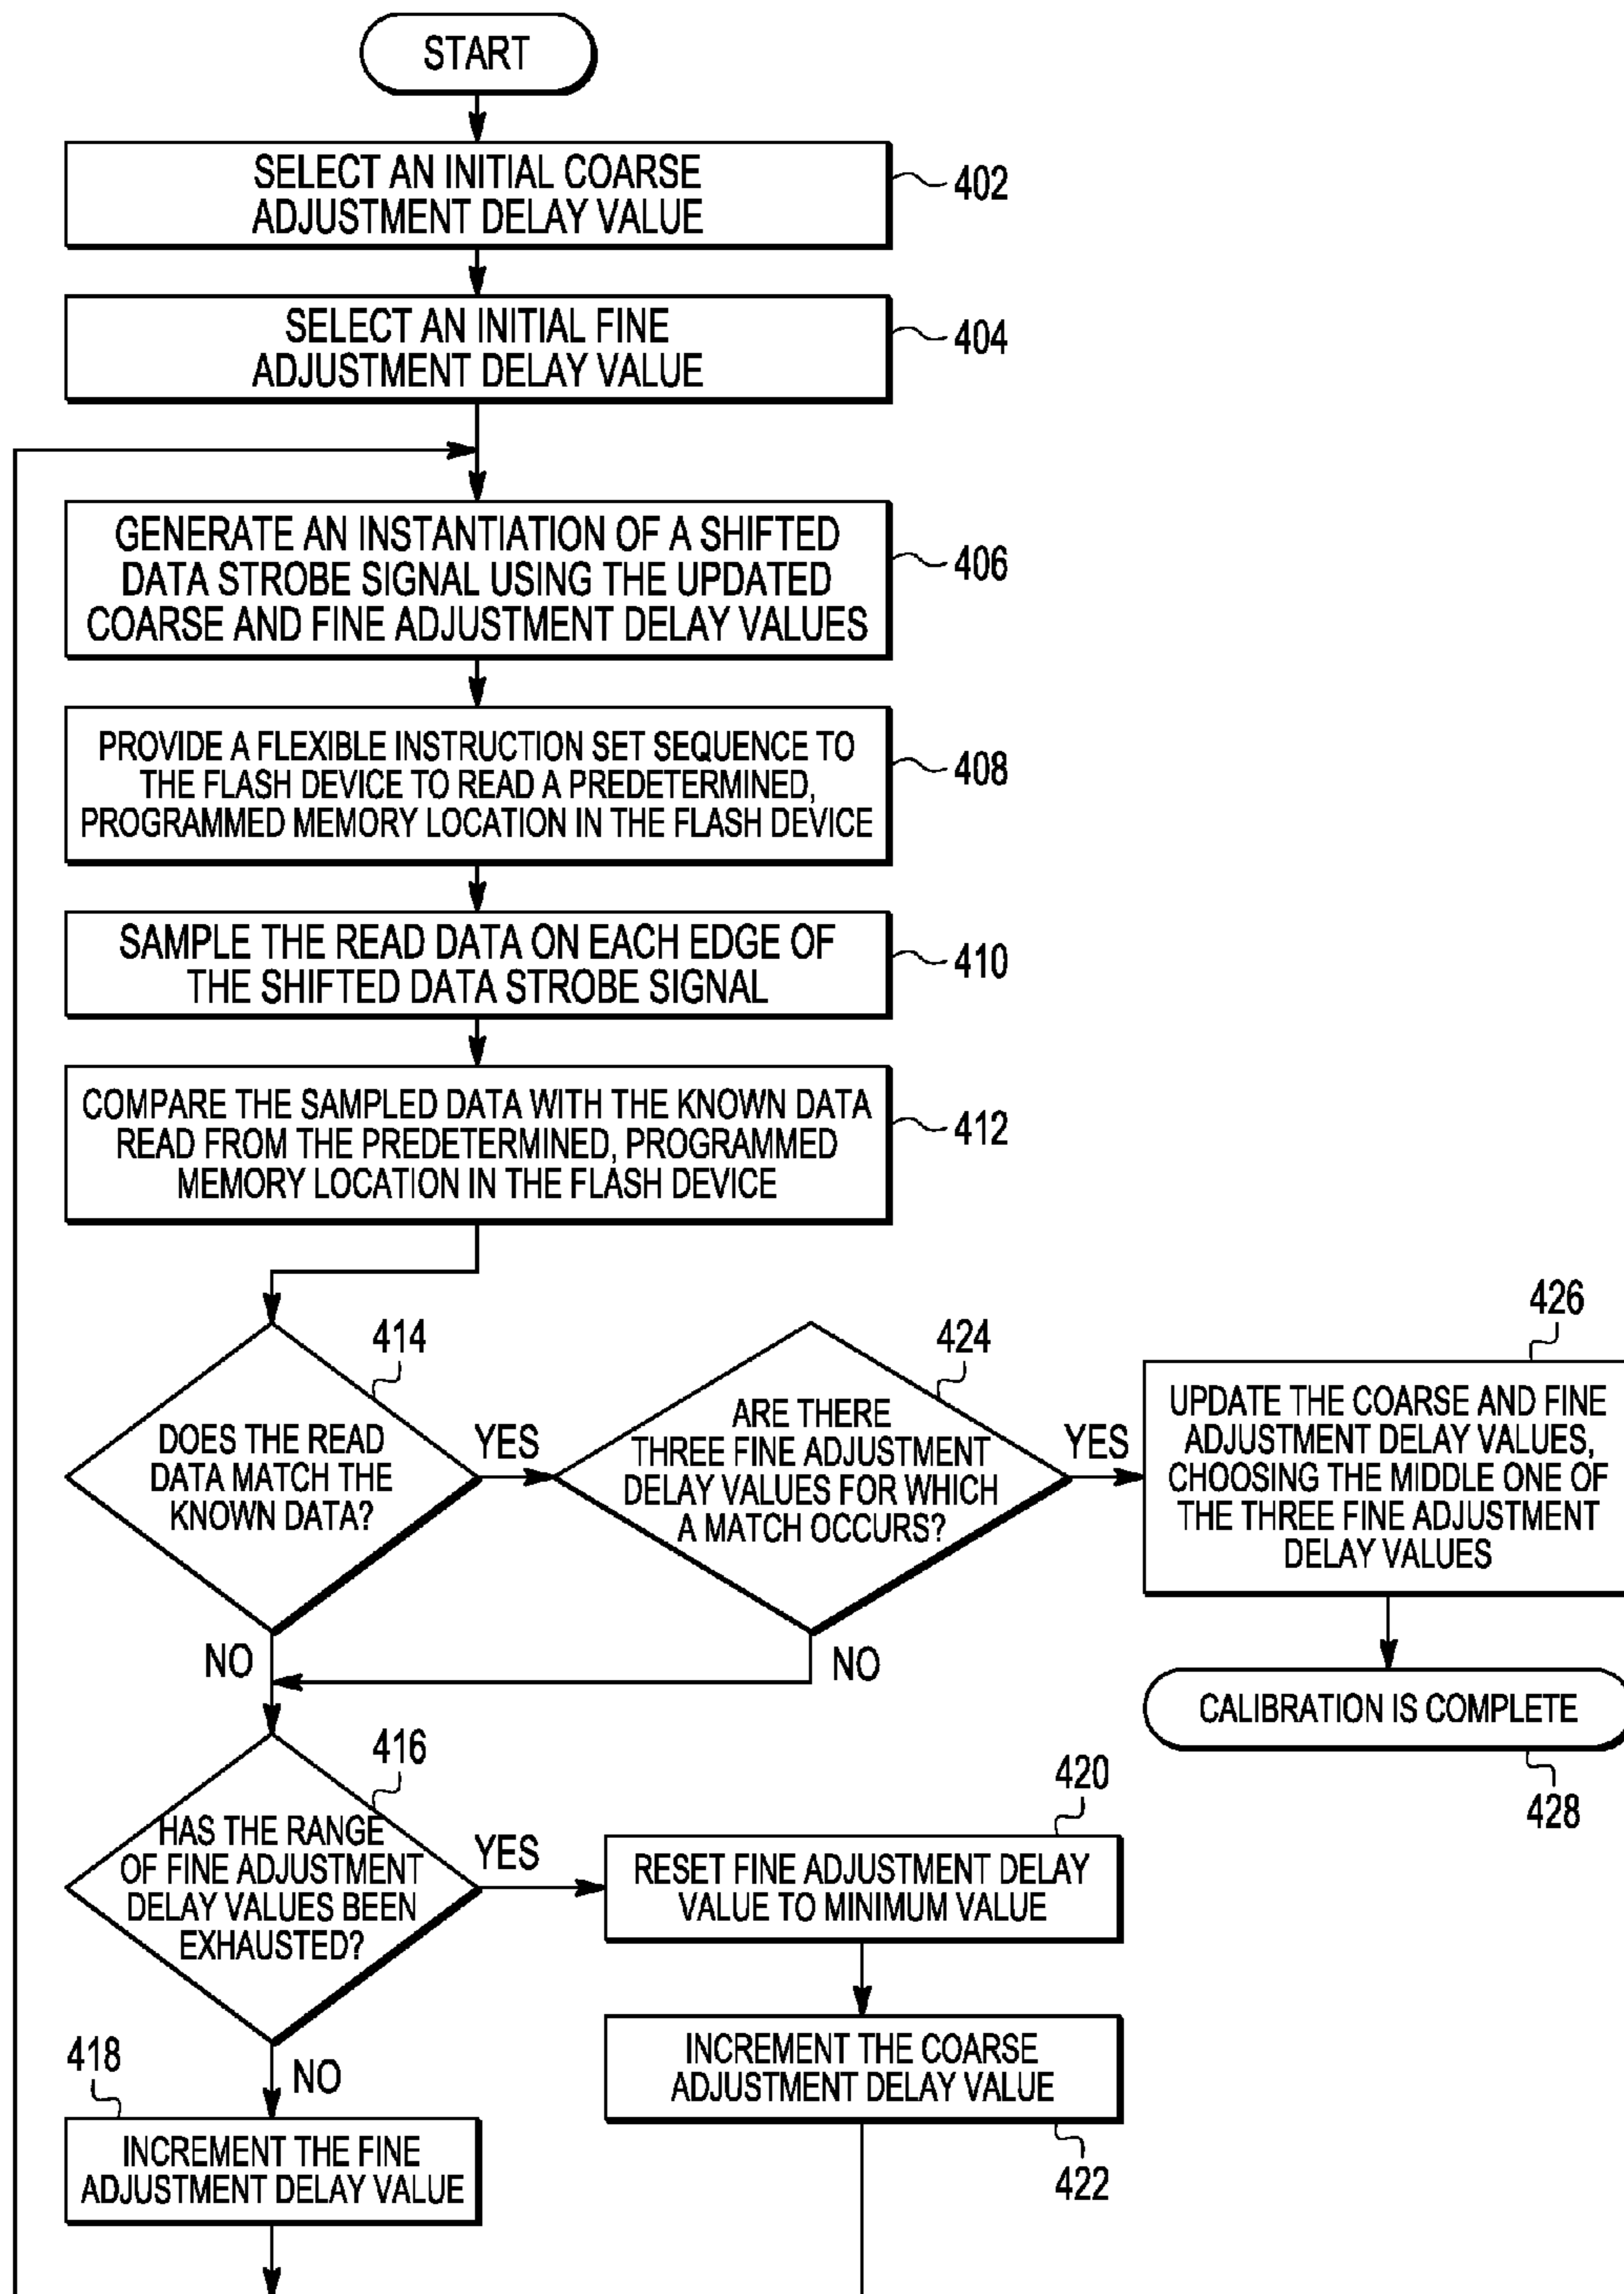 START
SELECT AN INITIAL COARSE
ADJUSTMENT DELAY VALUE
402
SELECT AN INITIAL FINE
ADJUSTMENT DELAY VALUE
404
GENERATE AN INSTANTIATION OF A SHIFTED
DATA STROBE SIGNAL USING THE UPDATED
COARSE AND FINE ADJUSTMENT DELAY VALUES
406
PROVIDE A FLEXIBLE INSTRUCTION SET SEQUENCE TO
THE FLASH DEVICE TO READ A PREDETERMINED,
PROGRAMMED MEMORY LOCATION IN THE FLASH DEVICE
408
SAMPLE THE READ DATA ON EACH EDGE OF
THE SHIFTED DATA STROBE SIGNAL
410
COMPARE THE SAMPLED DATA WITH THE KNOWN DATA
READ FROM THE PREDETERMINED, PROGRAMMED
MEMORY LOCATION IN THE FLASH DEVICE
412
414
DOES THE READ
DATA MATCH THE
KNOWN DATA?
YES
NO
424
ARE THERE
THREE FINE ADJUSTMENT
DELAY VALUES FOR WHICH
A MATCH OCCURS?
YES
NO
426
UPDATE THE COARSE AND FINE
ADJUSTMENT DELAY VALUES,
CHOOSING THE MIDDLE ONE OF
THE THREE FINE ADJUSTMENT
DELAY VALUES
CALIBRATION IS COMPLETE
428
416
HAS THE RANGE
OF FINE ADJUSTMENT
DELAY VALUES BEEN
EXHAUSTED?
YES
NO
420
RESET FINE ADJUSTMENT DELAY
VALUE TO MINIMUM VALUE
INCREMENT THE COARSE
ADJUSTMENT DELAY VALUE
422
418
INCREMENT THE FINE
ADJUSTMENT DELAY VALUE